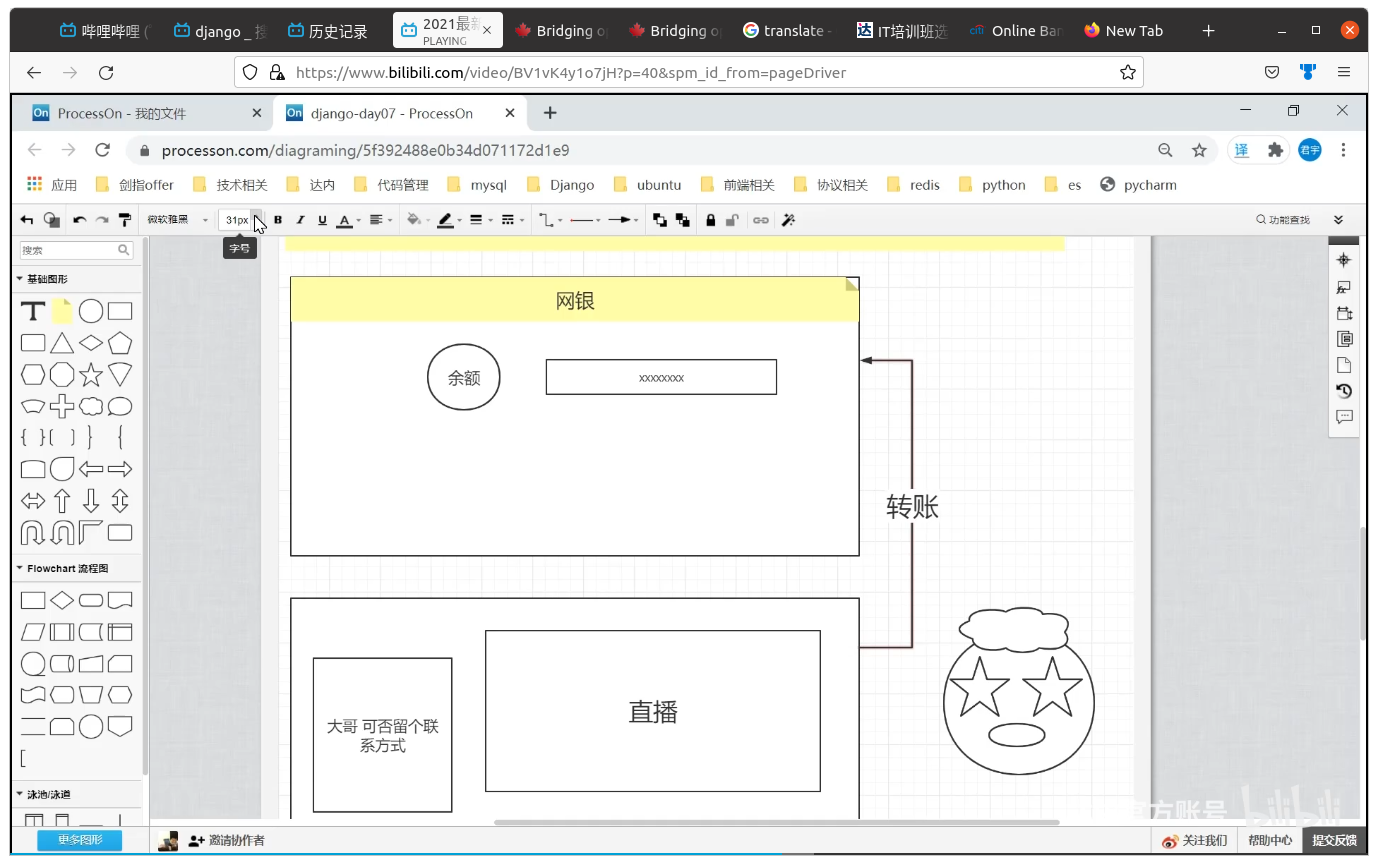 哔哩哔哩 (
django _ 搜
历史记录
2021最新
PLAYING
Bridging o
Bridging o
translate -
达 IT培训班选
citi Online Ban
New Tab
https://www.bilibili.com/video/BV1vK4y1o7jH?p=40&spm_id_from=pageDriver
On ProcessOn - 我的文件
On django-day07 - ProcessOn
processon.com/diagraming/5f392488e0b34d071172d1e9
译
君宇
应用
剑指offer
技术相关
达内
代码管理
mysql
Django
ubuntu
前端相关
协议相关
redis
python
es
pycharm
微软雅黑
31px
B
I
U
A
功能查找
字号
搜索
基础图形
T
Flowchart 流程图
泳池/泳道
更多图形
网银
余额
xxxxxxxx
转账
大哥 可否留个联
系方式
直播
官方账号
bilibili
邀请协作者
关注我们
帮助中心
提交反馈